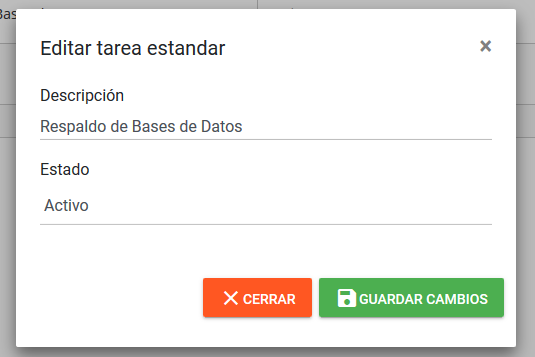 Editar tarea estandar
×
Descripción
Respaldo de Bases de Datos
Estado
Activo
CERRAR
GUARDAR CAMBIOS